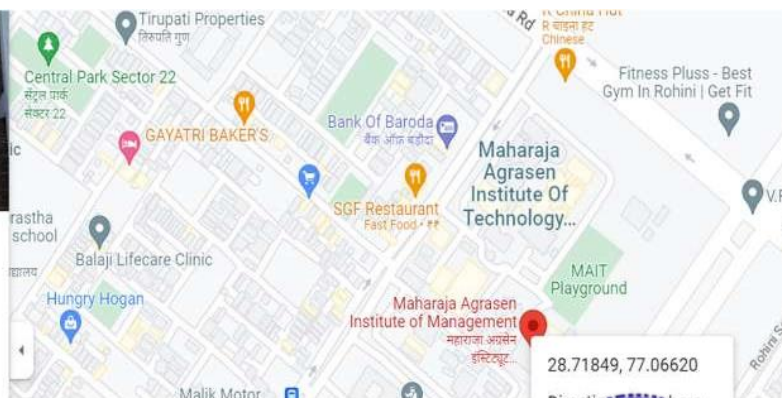 Tirupati Properties
तिरुपति गुण
Rd
R चाइना हट
Chinese
Central Park Sector 22
सेंट्रल पार्क
सेक्टर 22
Fitness Pluss - Best
Gym In Rohini | Get Fit
GAYATRI BAKER'S
Bank Of Baroda
बैंक ऑफ़ बड़ौदा
Maharaja
Agrasen
Institute Of
Technology...
ic
SGF Restaurant
Fast Food • ₹₹
rastha
school
Balaji Lifecare Clinic
MAIT
Playground
Hungry Hogan
Maharaja Agrasen
Institute of Management
महाराजा अग्रसेन
इंस्टिट्यूट...
28.71849, 77.06620
Malik Motor